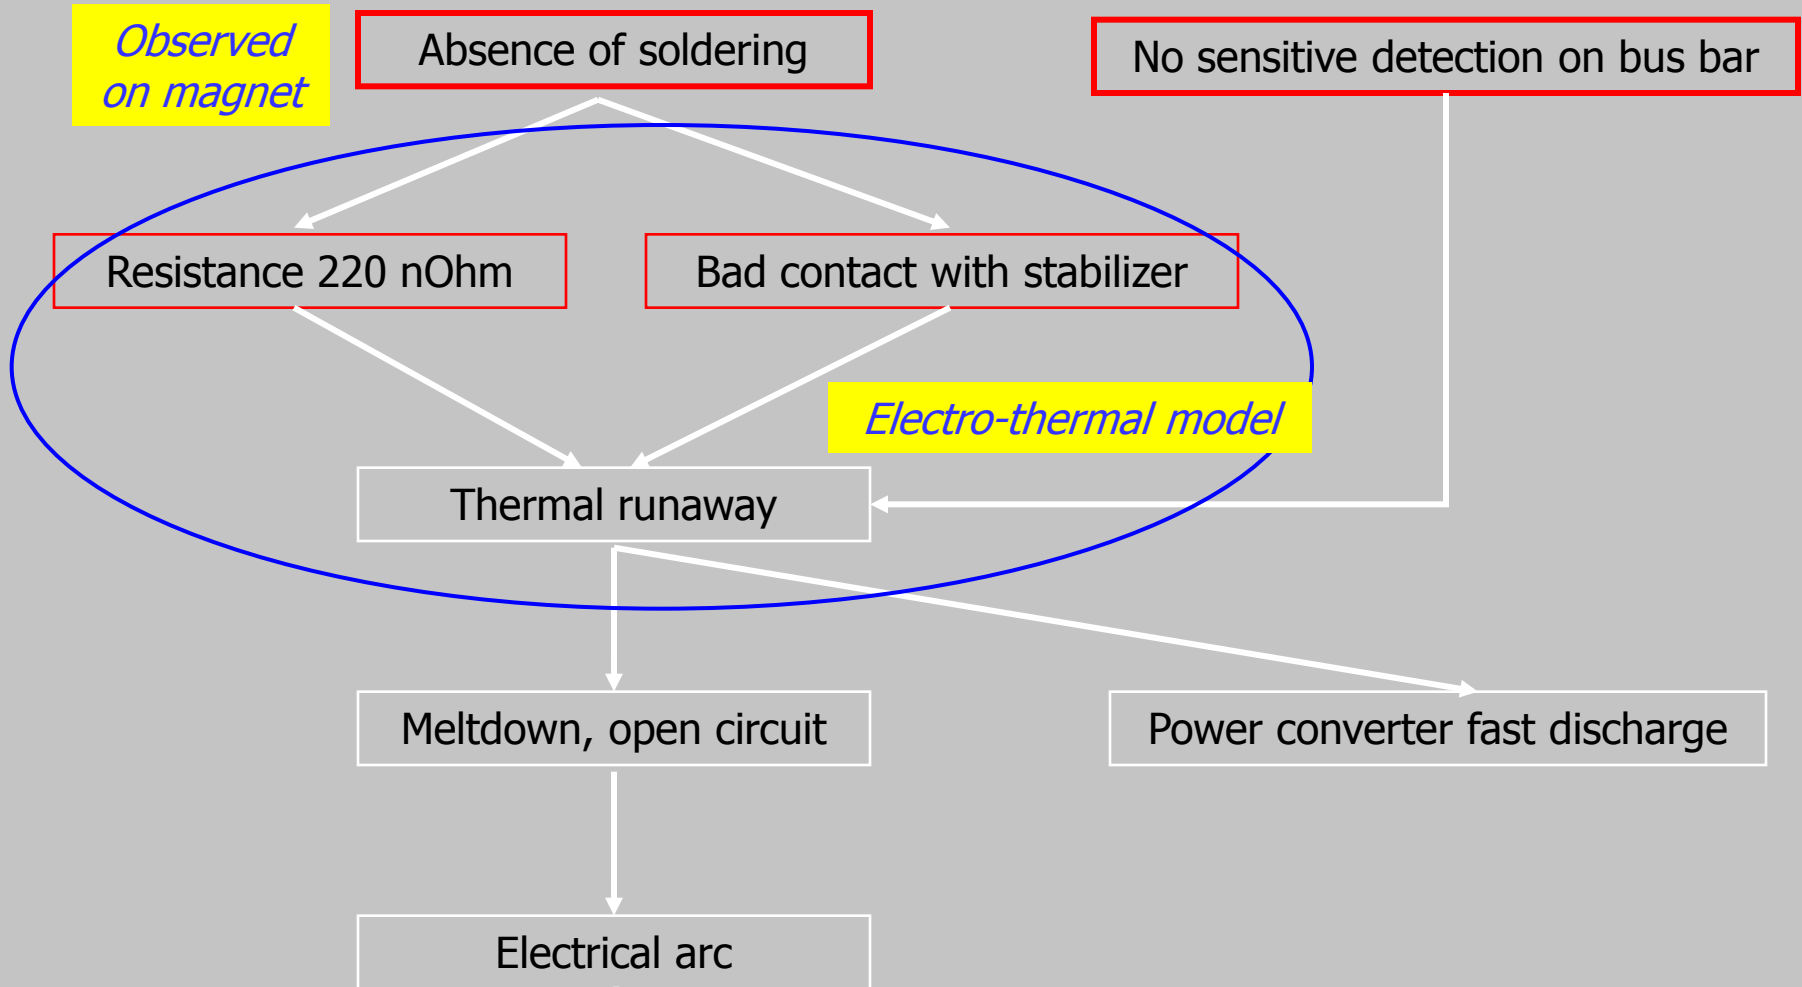 Observed
on magnet
Absence of soldering
No sensitive detection on bus bar
Resistance 220 nOhm
Bad contact with stabilizer
Electro-thermal model
Thermal runaway
Meltdown, open circuit
Power converter fast discharge
Electrical arc